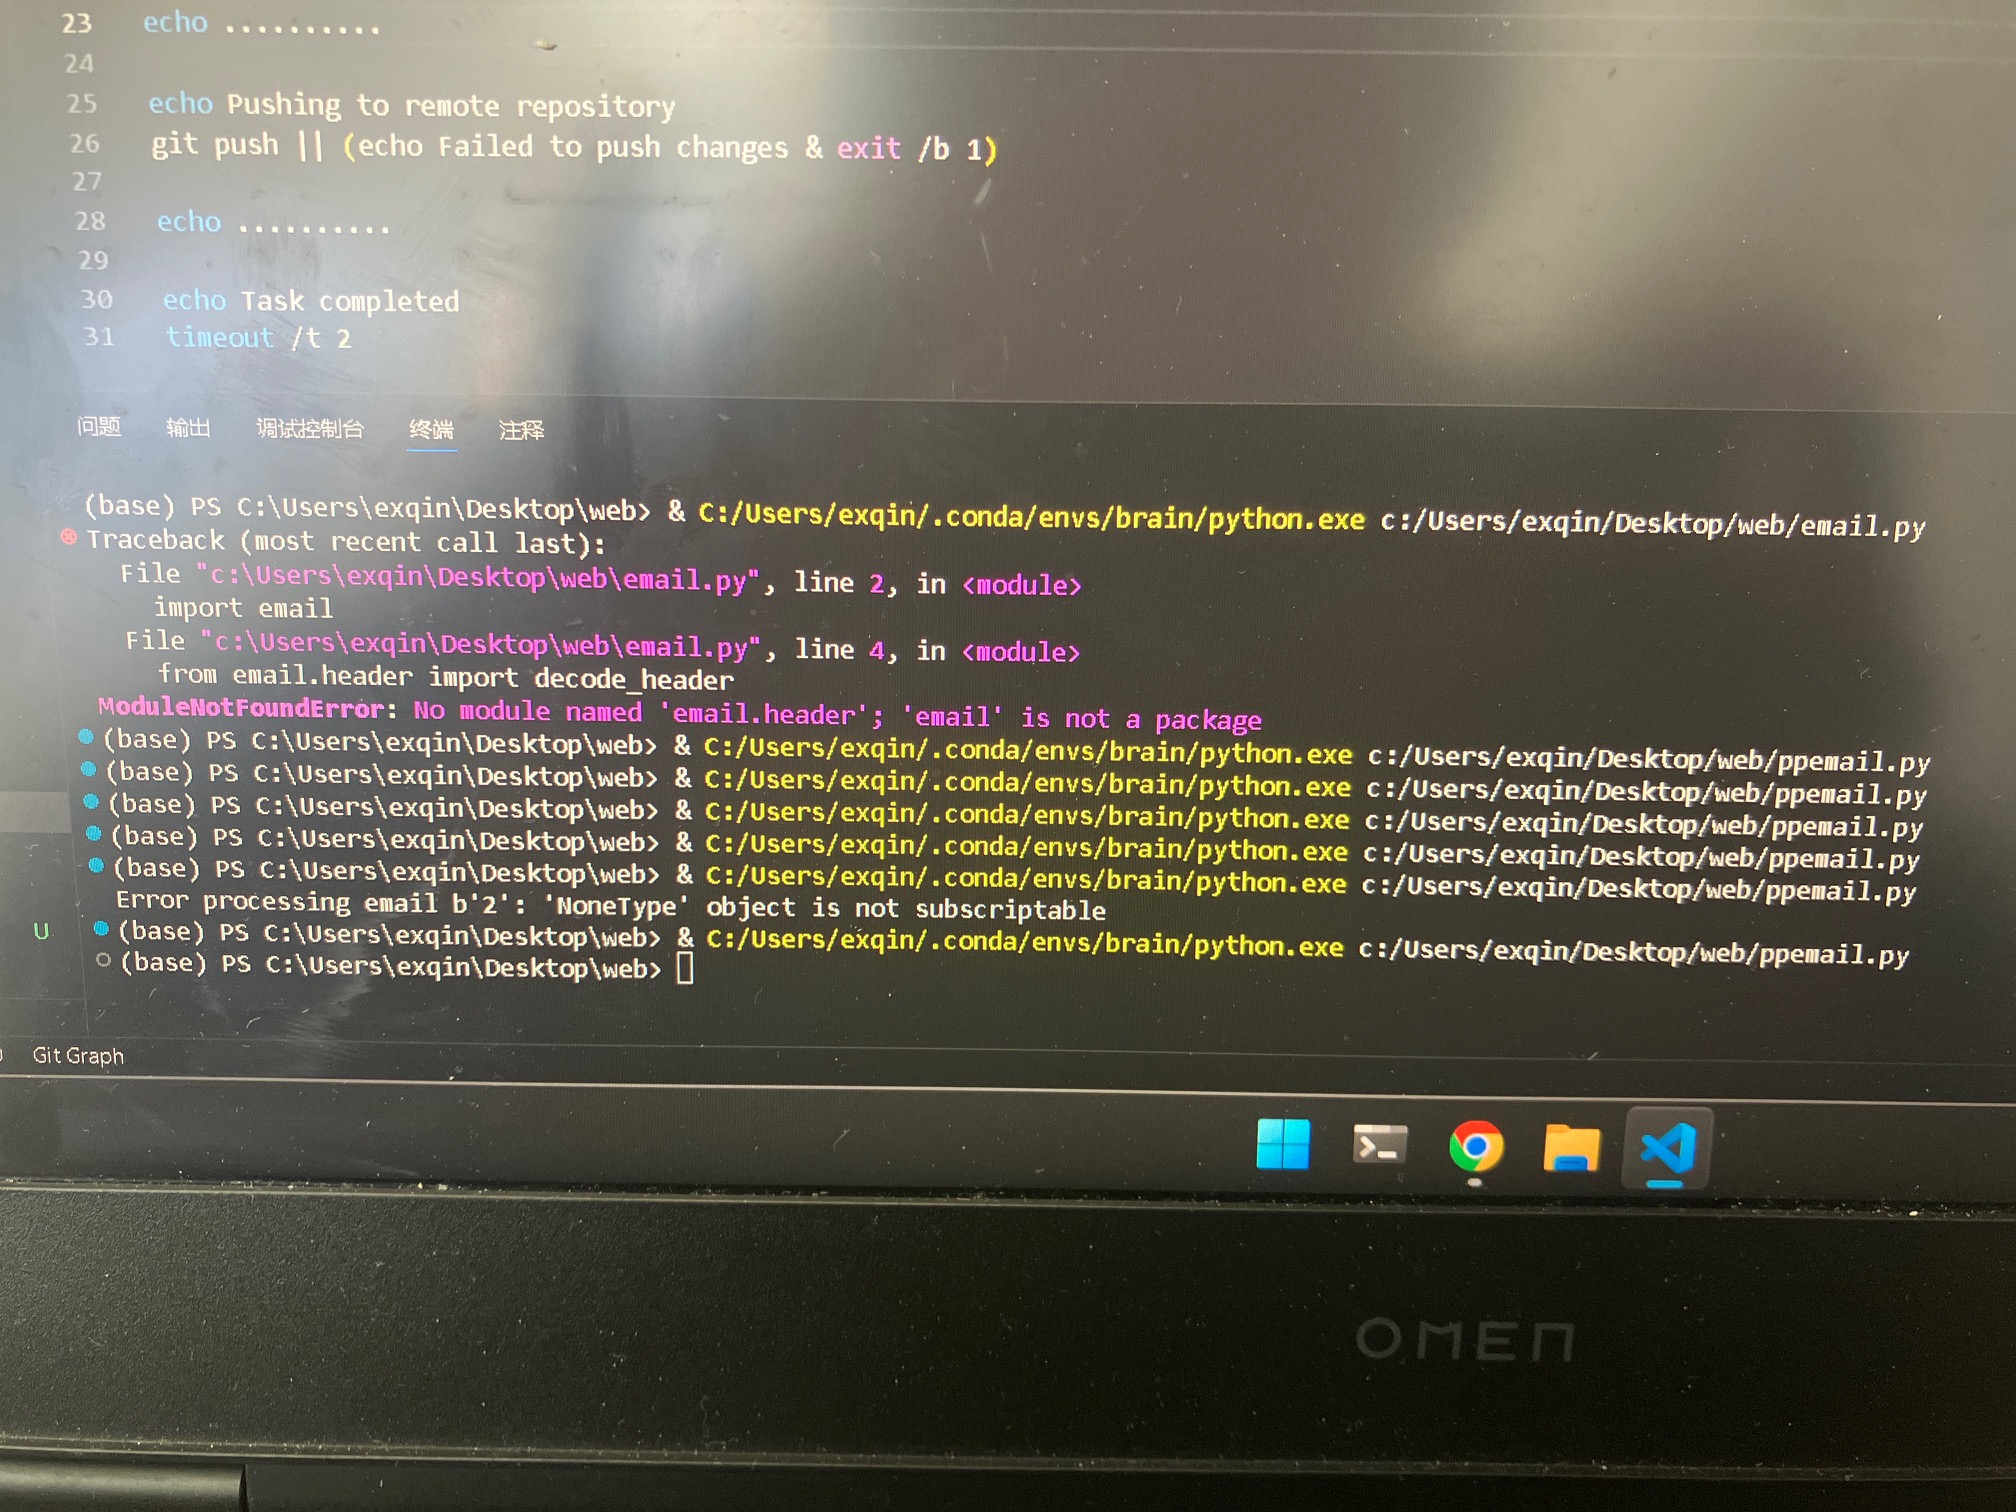 23 echo ..........
24
25 echo Pushing to remote repository
26 git push || (echo Failed to push changes & exit /b 1)
27
28 echo ..........
29
30 echo Task completed
31 timeout /t 2
问题 输出 调试控制台 终端 注释
(base) PS C:\Users\exqin\Desktop\web> & C:/Users/exqin/.conda/envs/brain/python.exe c:/Users/exqin/Desktop/web/email.py
Traceback (most recent call last):
File "c:\Users\exqin\Desktop\web\email.py", line 2, in <module>
import email
File "c:\Users\exqin\Desktop\web\email.py", line 4, in <module>
from email.header import decode_header
ModuleNotFoundError: No module named 'email.header'; 'email' is not a package
(base) PS C:\Users\exqin\Desktop\web> & C:/Users/exqin/.conda/envs/brain/python.exe c:/Users/exqin/Desktop/web/ppemail.py
(base) PS C:\Users\exqin\Desktop\web> & C:/Users/exqin/.conda/envs/brain/python.exe c:/Users/exqin/Desktop/web/ppemail.py
(base) PS C:\Users\exqin\Desktop\web> & C:/Users/exqin/.conda/envs/brain/python.exe c:/Users/exqin/Desktop/web/ppemail.py
(base) PS C:\Users\exqin\Desktop\web> & C:/Users/exqin/.conda/envs/brain/python.exe c:/Users/exqin/Desktop/web/ppemail.py
(base) PS C:\Users\exqin\Desktop\web> & C:/Users/exqin/.conda/envs/brain/python.exe c:/Users/exqin/Desktop/web/ppemail.py
Error processing email b'2': 'NoneType' object is not subscriptable
U (base) PS C:\Users\exqin\Desktop\web> & C:/Users/exqin/.conda/envs/brain/python.exe c:/Users/exqin/Desktop/web/ppemail.py
(base) PS C:\Users\exqin\Desktop\web>
Git Graph
OMEN